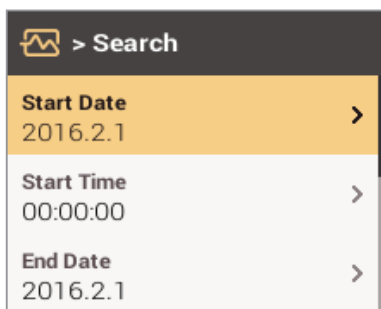 > Search
Start Date
2016.2.1
Start Time
00:00:00
End Date
2016.2.1